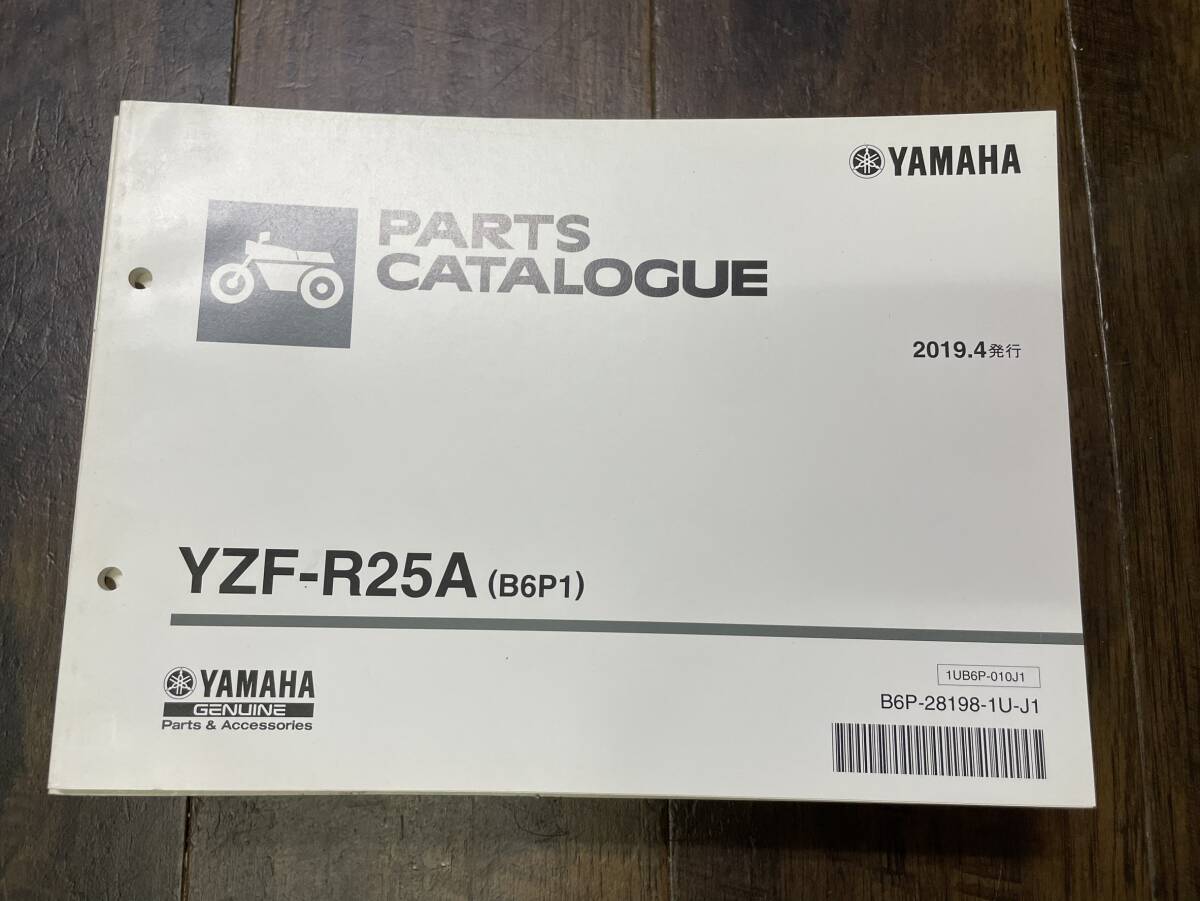 YAMAHA
PARTS
CATALOGUE
2019.4発行
YZF-R25A (B6P1)
YAMAHA
GENUINE
Parts & Accessories
1UB6P-010J1
B6P-28198-1U-J1